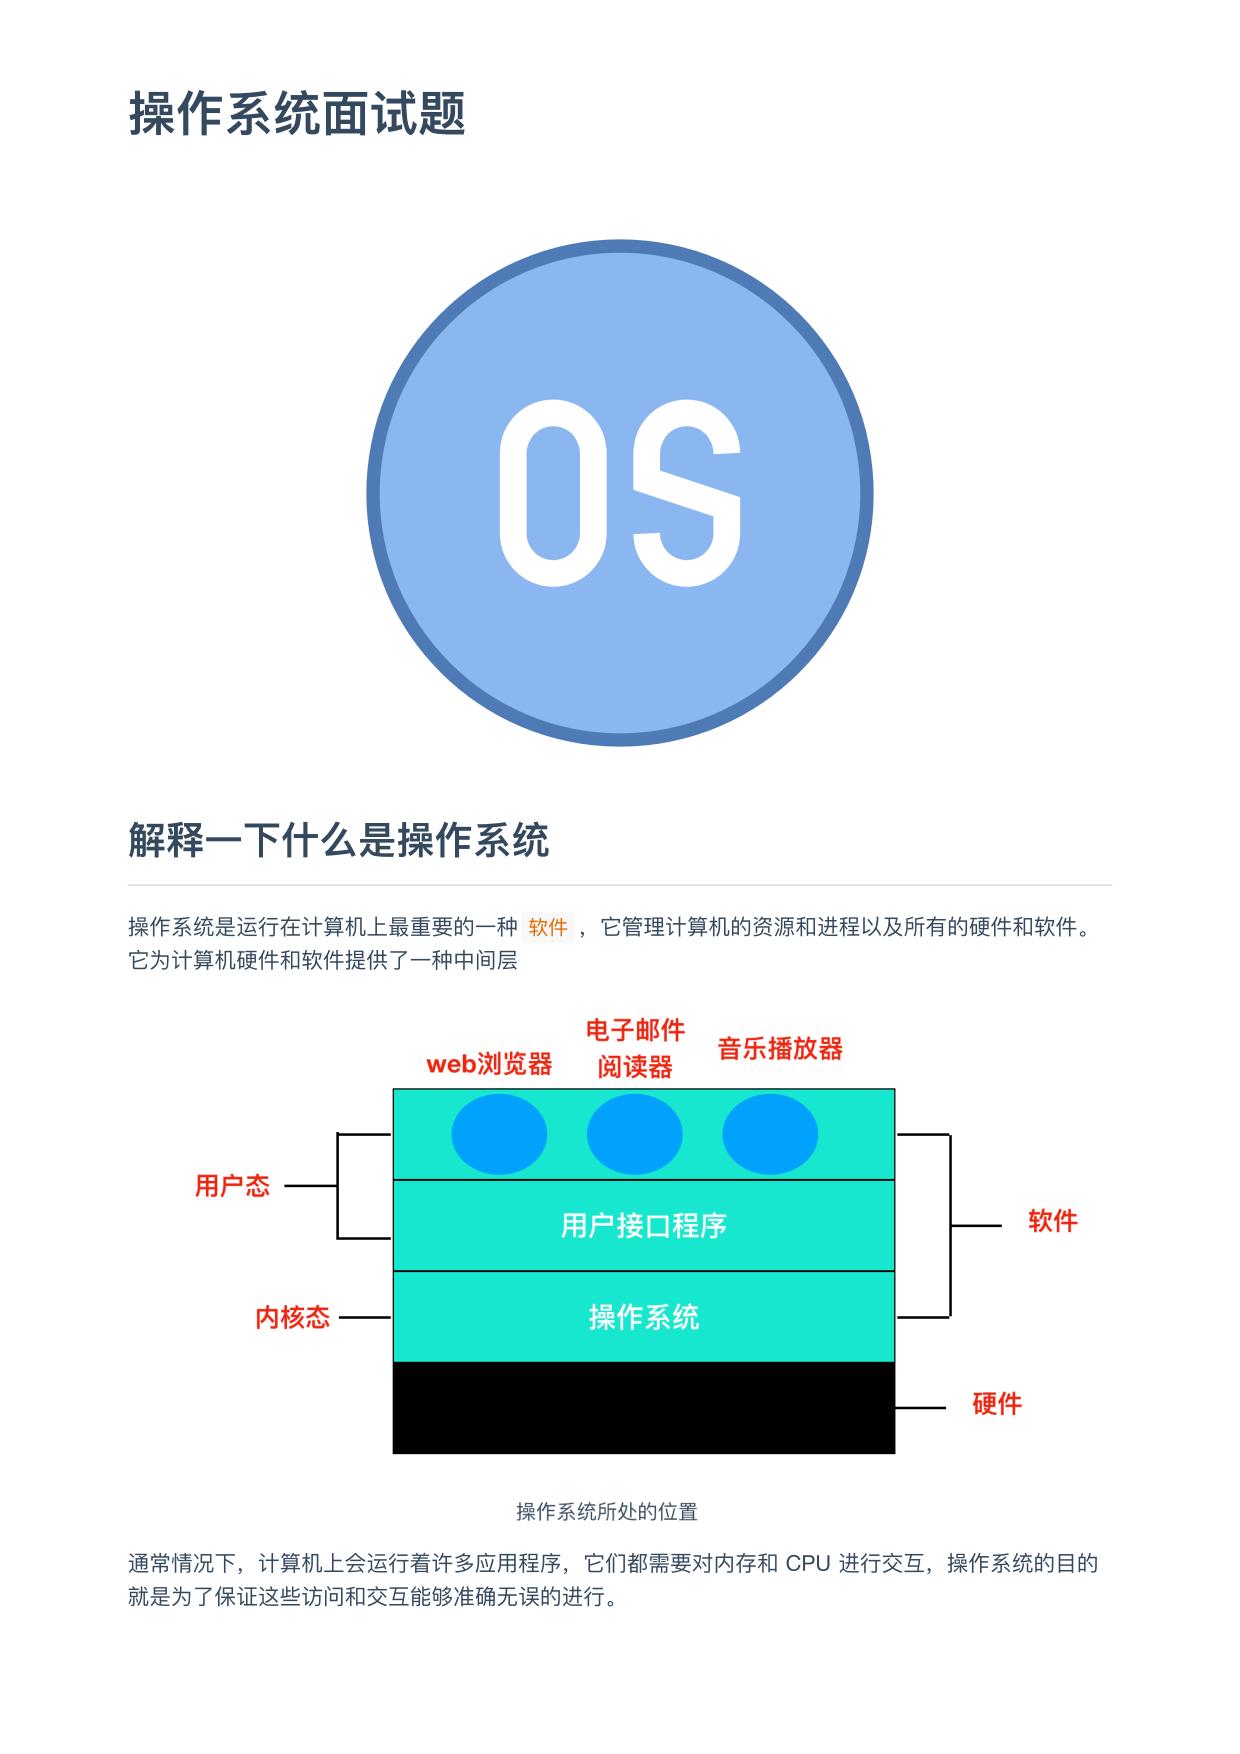 操作系统面试题
OS
解释一下什么是操作系统
操作系统是运行在计算机上最重要的一种 软件 ，它管理计算机的资源和进程以及所有的硬件和软件。
它为计算机硬件和软件提供了一种中间层
web浏览器
电子邮件
阅读器
音乐播放器
用户态
用户接口程序
软件
内核态
操作系统
硬件
操作系统所处的位置
通常情况下，计算机上会运行着许多应用程序，它们都需要对内存和 CPU 进行交互，操作系统的目的
就是为了保证这些访问和交互能够准确无误的进行。